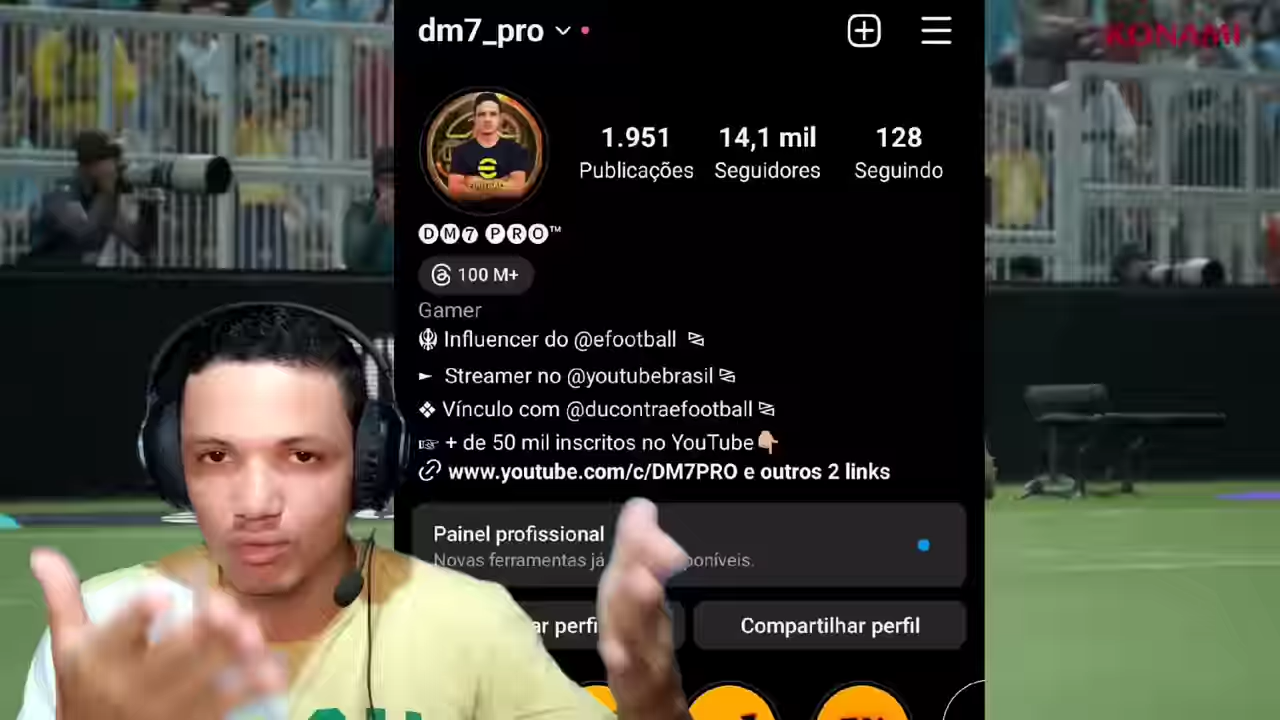 dm7_pro
KONAMI
1.951
14,1 mil
128
Publicações
Seguidores
Seguindo
DM7 PRO™
100 M+
Gamer
Influencer do @efootball
Streamer no @youtubebrasil
Vínculo com @ducontraefootball
+ de 50 mil inscritos no YouTube
www.youtube.com/c/DM7PRO e outros 2 links
Painel profissional
Novas ferramentas já
Compartilhar perfil